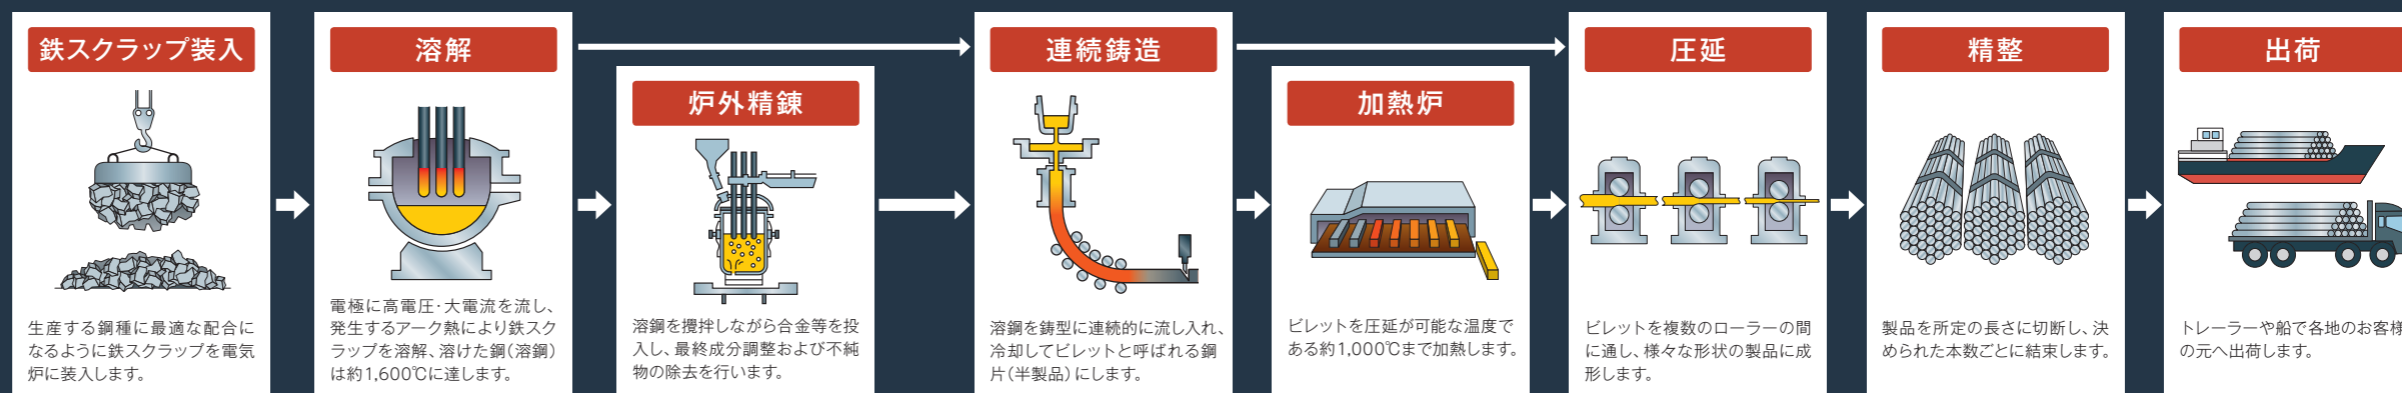 鉄スクラップ装入
生産する鋼種に最適な配合に
なるように鉄スクラップを電気
炉に装入します。
溶解
電極に高電圧・大電流を流し、
発生するアーク熱により鉄スク
ラップを溶解、溶けた鋼(溶鋼)
は約1,600℃に達します。
炉外精錬
溶鋼を攪拌しながら合金等を投
入し、最終成分調整および不純
物の除去を行います。
連続鋳造
溶鋼を鋳型に連続的に流し入れ、
冷却してビレットと呼ばれる鋼
片(半製品)にします。
加熱炉
ビレットを圧延が可能な温度で
ある約1,000℃まで加熱します。
圧延
ビレットを複数のローラーの間
に通し、様々な形状の製品に成
形します。
精整
製品を所定の長さに切断し、決
められた本数ごとに結束します。
出荷
トレーラーや船で各地のお客様
の元へ出荷します。